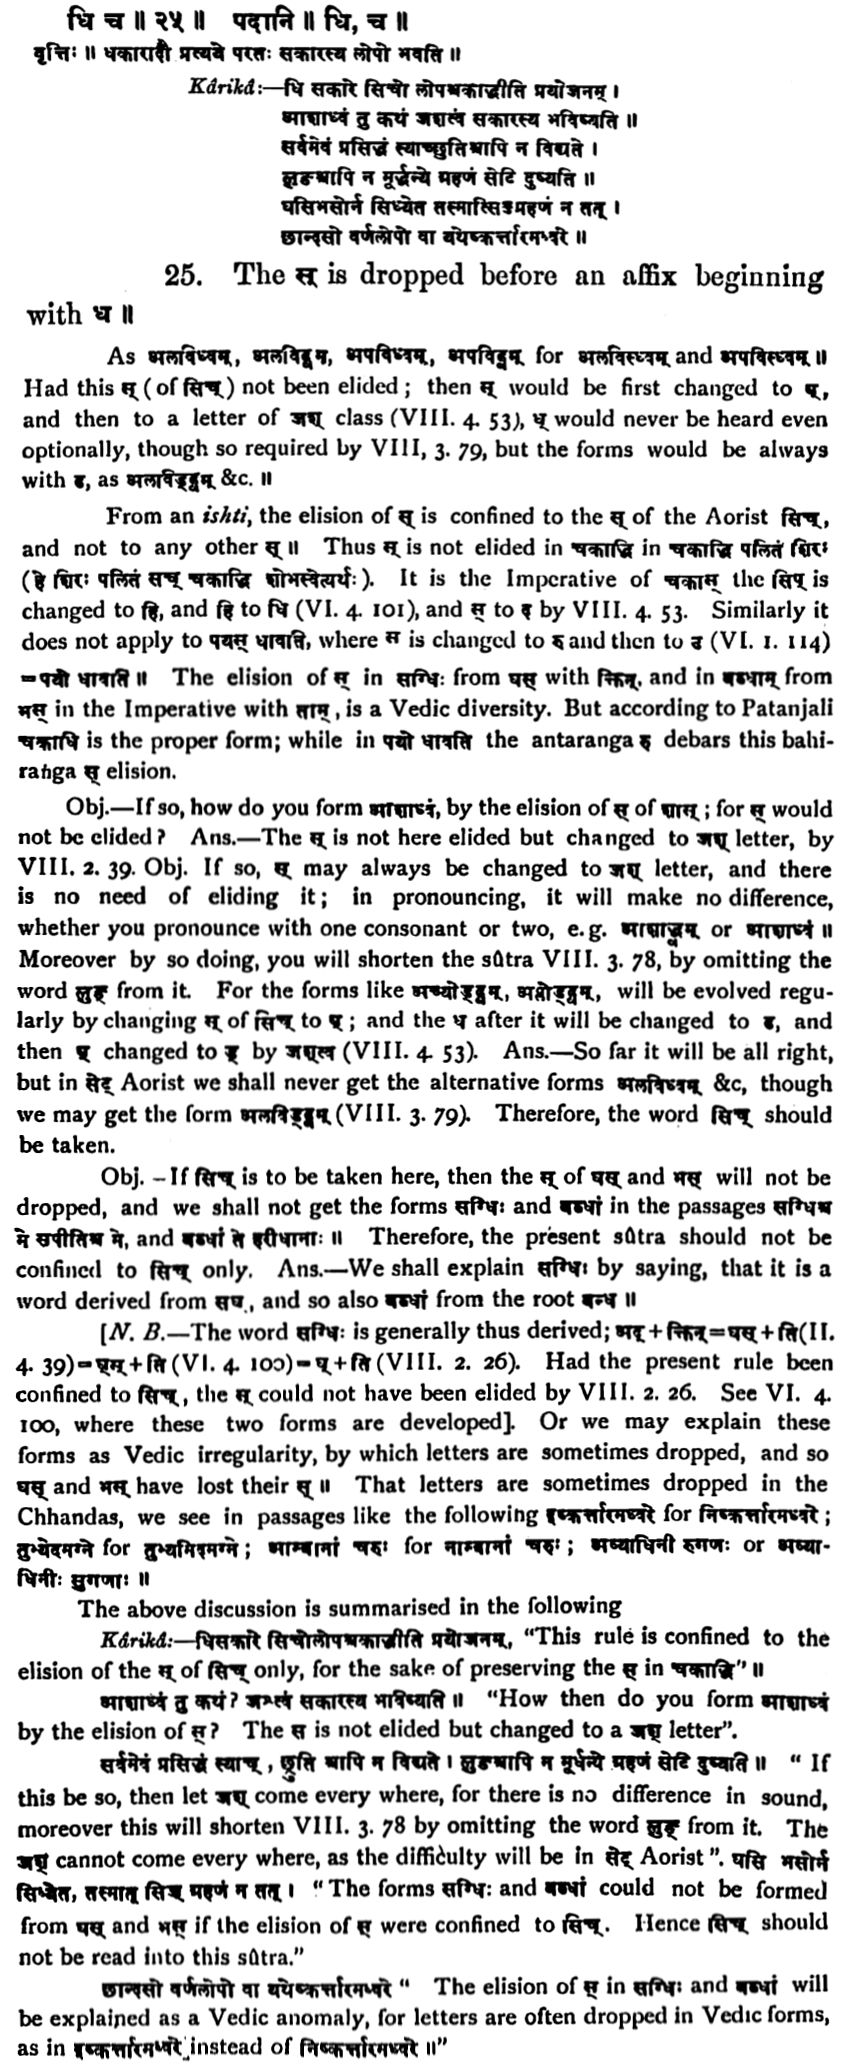 धि च ॥ २५ ॥ पदानि ॥ धि, च ॥
वृत्तिः ॥ धकारादौ प्रत्यये परतः सकारस्य लोपो भवति ॥
Kârikâ:—धि सकारे सिचो लोपश्चकाद्धीति प्रयोजनम् ।
आशाध्वं तु कथं जश्त्वं सकारस्य भविष्यति ॥
सर्वमेवं प्रसिद्धं स्याच्छ्रुतिश्चापि न विद्यते ।
लुङश्चापि न मूर्द्धन्ये ग्रहणं सेटि दुष्यति ॥
घसिभसोर्न सिध्येत तस्मात्सिज्ग्रहणं न तत् ।
छान्दसो वर्णलोपो वा यथेष्कर्त्तारमध्वरे ॥
25. The स् is dropped before an affix beginning
with ध ॥
As अलविध्वम्, अलविढ्वम्, अपविध्वम्, अपविढ्वम् for अलविस्ध्वम् and अपविस्ध्वम् ॥
Had this स् (of सिच्) not been elided; then स् would be first changed to ष्,
and then to a letter of जश् class (VIII. 4. 53), ध् would never be heard even
optionally, though so required by VIII, 3. 79, but the forms would be always
with ढ, as अलविड्ढ्वम् &c. ॥
From an ishti, the elision of स् is confined to the स् of the Aorist सिच्,
and not to any other स् ॥ Thus स् is not elided in चकाद्धि in चकाद्धि पलितं शिरः
(हे शिरः पलितं सच् चकाद्धि शोभस्वेत्यर्थः). It is the Imperative of चकास् the सिप् is
changed to हि, and हि to धि (VI. 4. 101), and स् to द by VIII. 4. 53. Similarly it
does not apply to पयस् धावति, where स is changed to रु and then to उ (VI. 1. 114)
=पयो धावति ॥ The elision of स् in सग्धिः from घस् with क्तिन्, and in बब्धाम् from
भस् in the Imperative with ताम्, is a Vedic diversity. But according to Patanjali
चकाधि is the proper form; while in पयो धावति the antaranga रु debars this bahi-
raṅga स् elision.
Obj.—If so, how do you form आशाध्वं, by the elision of स् of शास्; for स् would
not be elided? Ans.—The स् is not here elided but changed to जश् letter, by
VIII. 2. 39. Obj. If so, स् may always be changed to जश् letter, and there
is no need of eliding it; in pronouncing, it will make no difference,
whether you pronounce with one consonant or two, e.g. आशाद्ध्वम् or आशाध्वं ॥
Moreover by so doing, you will shorten the sûtra VIII. 3. 78, by omitting the
word लुङ् from it. For the forms like अच्योड्ढ्वम्, अप्लोड्ढ्वम्, will be evolved regu-
larly by changing स् of सिच् to ष्; and the ध after it will be changed to ढ, and
then ष् changed to ड् by जश्त्व (VIII. 4. 53). Ans.—So far it will be all right,
but in सेट् Aorist we shall never get the alternative forms अलविध्वम् &c, though
we may get the form अलविड्ढ्वम् (VIII. 3. 79). Therefore, the word सिच् should
be taken.
Obj. –If सिच् is to be taken here, then the स् of घस् and भस् will not be
dropped, and we shall not get the forms सग्धिः and बब्धां in the passages सग्धिश्च
मे सपीतिश्च मे, and बब्धां ते हरीधानाः ॥ Therefore, the present sûtra should not be
confined to सिच् only. Ans.—We shall explain सग्धिः by saying, that it is a
word derived from सघ्, and so also बब्धां from the root बन्ध ॥
[N. B.—The word सग्धिः is generally thus derived; अद् + क्तिन् = घस् + ति (II.
4. 39) = घ्स् + ति (VI. 4. 100) = घ् + ति (VIII. 2. 26). Had the present rule been
confined to सिच्, the स् could not have been elided by VIII. 2. 26. See VI. 4.
100, where these two forms are developed]. Or we may explain these
forms as Vedic irregularity, by which letters are sometimes dropped, and so
घस् and भस् have lost their स् ॥ That letters are sometimes dropped in the
Chhandas, we see in passages like the following इष्कर्त्तारमध्वरे for निष्कर्त्तारमध्वरे;
तुभ्येदमग्ने for तुभ्यमिदमग्ने; आम्बानां चरुः for नाम्बानां चरुः; अव्याधिनी रुगणः or अव्या-
धिनीः सुगणाः ॥
The above discussion is summarised in the following
Kârikâ:—धिसकारे सिचोलोपश्चकाद्धीति प्रयोजनम्, "This rule is confined to the
elision of the स् of सिच् only, for the sake of preserving the स् in चकाद्धि" ॥
आशाध्वं तु कथं? जश्त्वं सकारस्य भविष्यति ॥ "How then do you form आशाध्वं
by the elision of स्? The स is not elided but changed to a जश् letter".
सर्वमेवं प्रसिद्धं स्याच्, छ्रुति श्चापि न विद्यते । लुङश्चापि न मूर्धन्ये ग्रहणं सेटि दुष्यति ॥ "If
this be so, then let जश् come every where, for there is no difference in sound,
moreover this will shorten VIII. 3. 78 by omitting the word लुङ् from it. The
जश् cannot come every where, as the difficulty will be in सेट् Aorist". घसि भसोर्न
सिध्येत, तस्मात् सिज् ग्रहणं न तत् । "The forms सग्धिः and बब्धां could not be formed
from घस् and भस् if the elision of स् were confined to सिच्. Hence सिच् should
not be read into this sûtra."
छान्दसो वर्णलोपो वा यथेष्कर्त्तारमध्वरे "The elision of स् in सग्धिः and बब्धां will
be explained as a Vedic anomaly, for letters are often dropped in Vedic forms,
as in इष्कर्त्तारमध्वरे instead of निष्कर्त्तारमध्वरे ॥"